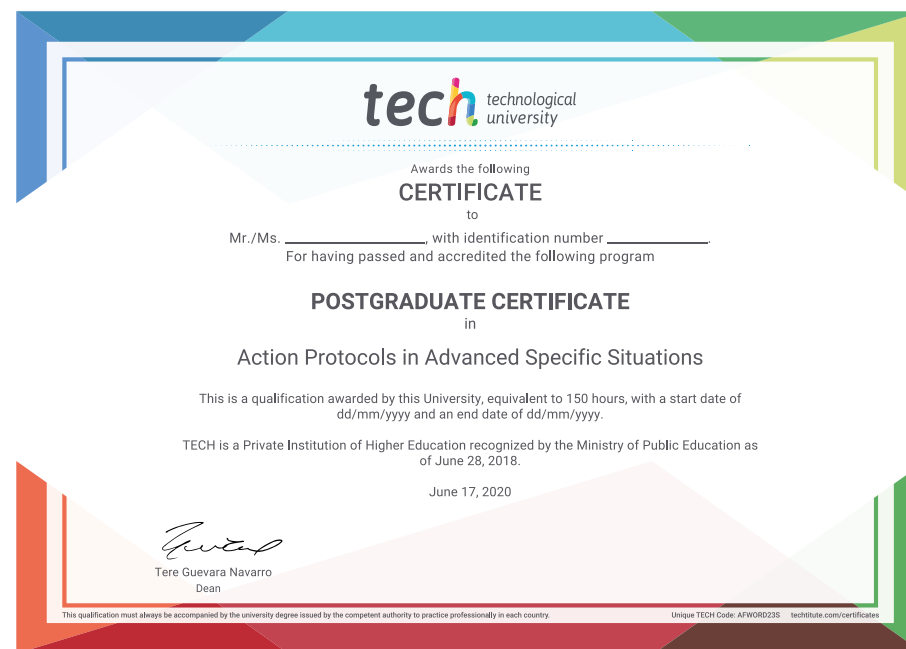 tech technological
university
Awards the following
CERTIFICATE
to
Mr./Ms. ____________________, with identification number ______________.
For having passed and accredited the following program
POSTGRADUATE CERTIFICATE
in
Action Protocols in Advanced Specific Situations
This is a qualification awarded by this University, equivalent to 150 hours, with a start date of
dd/mm/yyyy and an end date of dd/mm/yyyy.
TECH is a Private Institution of Higher Education recognized by the Ministry of Public Education as
of June 28, 2018.
June 17, 2020
Tere Guevara Navarro
Dean
This qualification must always be accompanied by the university degree issued by the competent authority to practice professionally in each country.
Unique TECH Code: AFWORD23S techtitute.com/certificates